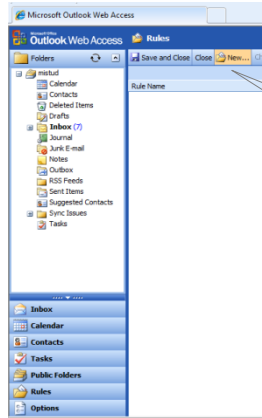 Microsoft Outlook Web Access
Microsoft Office
Outlook Web Access
Rules
Folders
Save and Close Close New...
mistud
Rule Name
Calendar
Contacts
Deleted Items
Drafts
Inbox (7)
Journal
Junk E-mail
Notes
Outbox
RSS Feeds
Sent Items
Suggested Contacts
Sync Issues
Tasks
Inbox
Calendar
Contacts
Tasks
Public Folders
Rules
Options